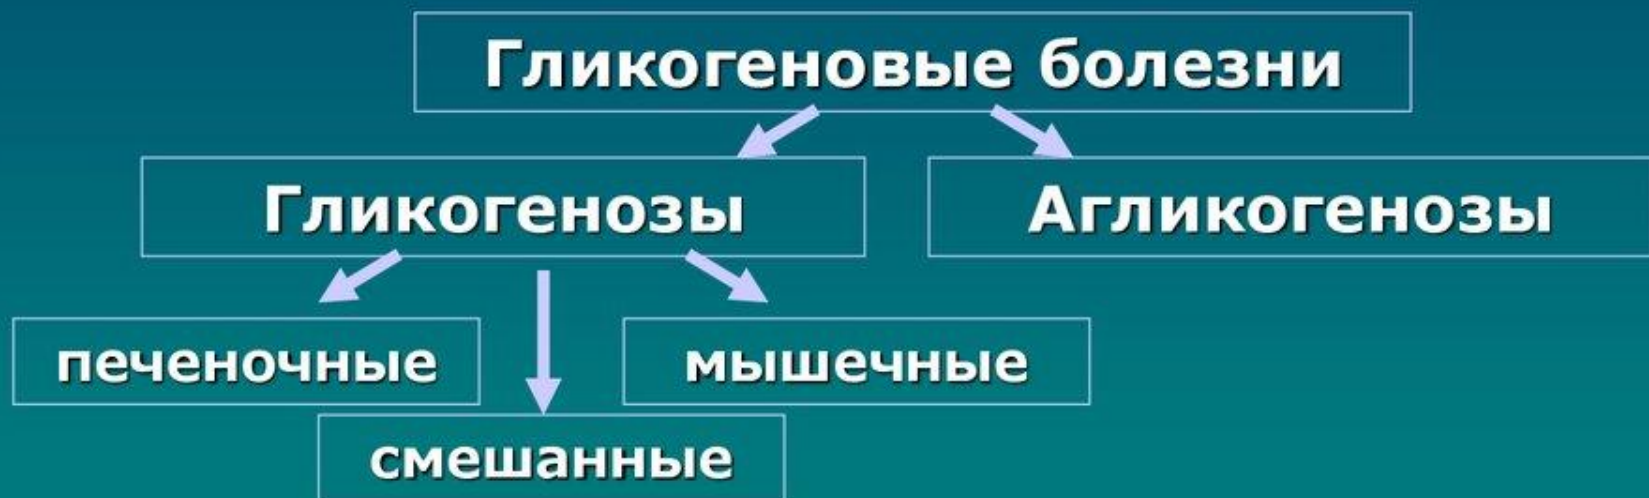 Гликогеновые болезни
Гликогенозы
Агликогенозы
печеночные
мышечные
смешанные